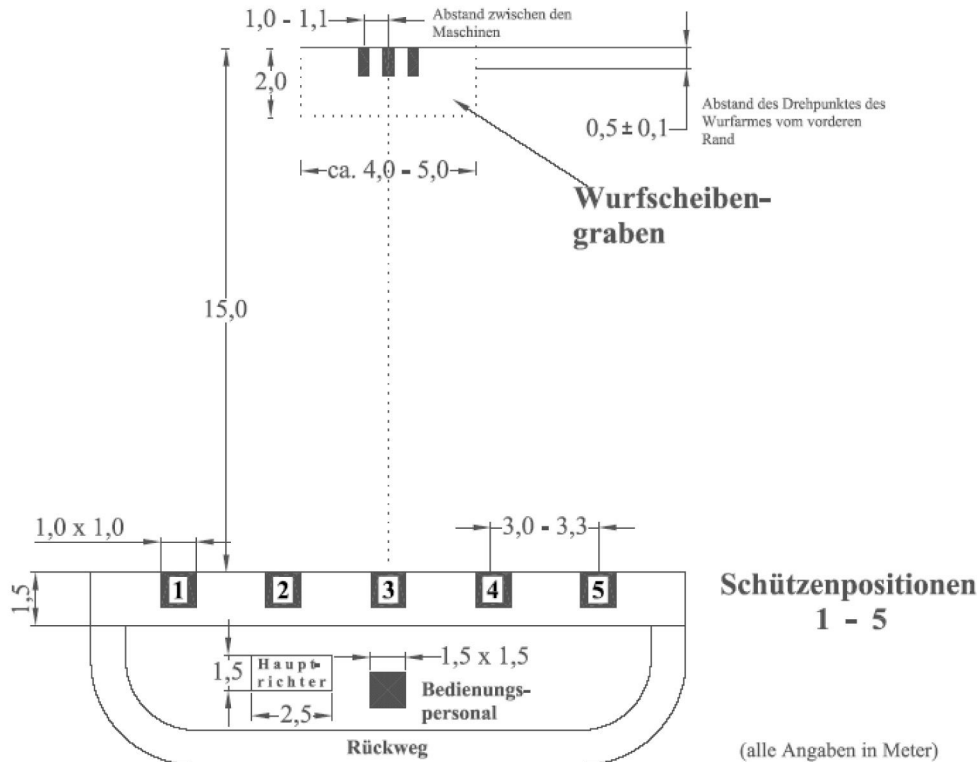 1,0 - 1,1
Abstand zwischen den
Maschinen
2,0
0,5 ± 0,1
Abstand des Drehpunktes des
Wurfarmes vom vorderen
Rand
ca. 4,0 - 5,0
Wurfscheiben-
graben
15,0
1,0 x 1,0
3,0 - 3,3
1,5
1
2
3
4
5
Schützenpositionen
1 - 5
1,5
Haupt-
richter
2,5
1,5 x 1,5
Bedienungs-
personal
Rückweg
(alle Angaben in Meter)